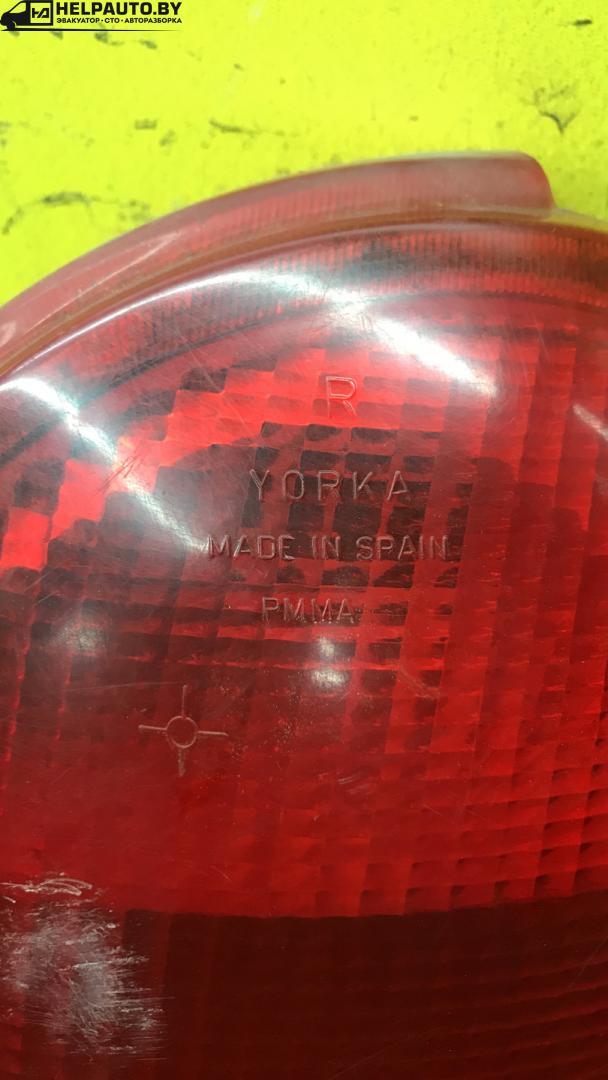 HELPAUTO.BY
ЭВАКУАТОР • СТО • АВТОРАЗБОРКА
R
YORKA
MADE IN SPAIN
PMMA